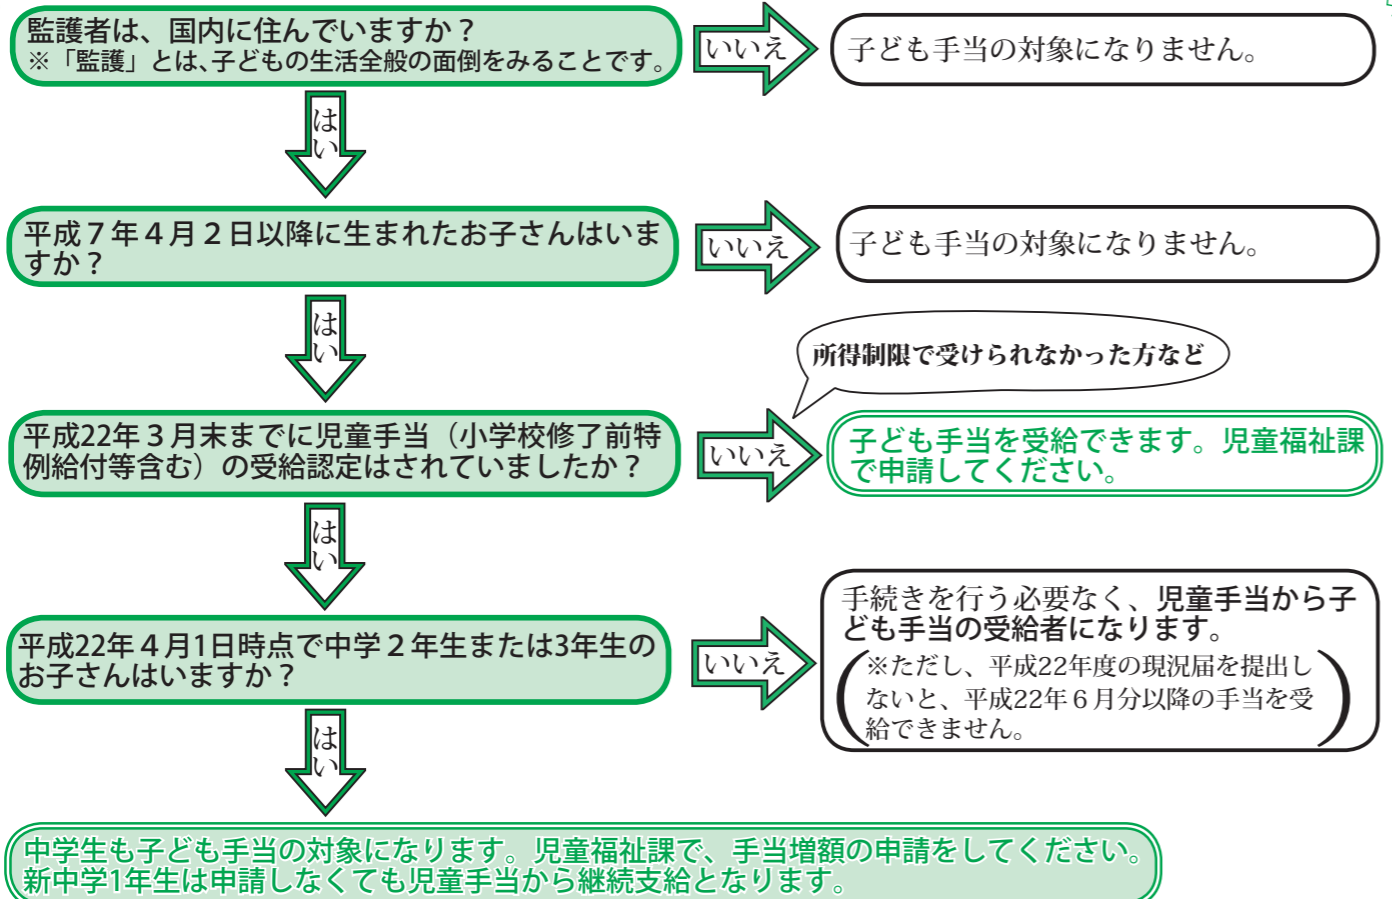 監護者は、国内に住んでいますか？
※「監護」とは、子どもの生活全般の面倒をみることです。
いいえ
子ども手当の対象になりません。
はい
平成７年４月２日以降に生まれたお子さんはいま
すか？
いいえ
子ども手当の対象になりません。
はい
所得制限で受けられなかった方など
平成22年３月末までに児童手当（小学校修了前特
例給付等含む）の受給認定はされていましたか？
いいえ
子ども手当を受給できます。児童福祉課
で申請してください。
はい
平成22年４月1日時点で中学２年生または3年生の
お子さんはいますか？
いいえ
手続きを行う必要なく、児童手当から子
ども手当の受給者になります。
（※ただし、平成22年度の現況届を提出し
ないと、平成22年６月分以降の手当を受
給できません。）
はい
中学生も子ども手当の対象になります。児童福祉課で、手当増額の申請をしてください。
新中学1年生は申請しなくても児童手当から継続支給となります。